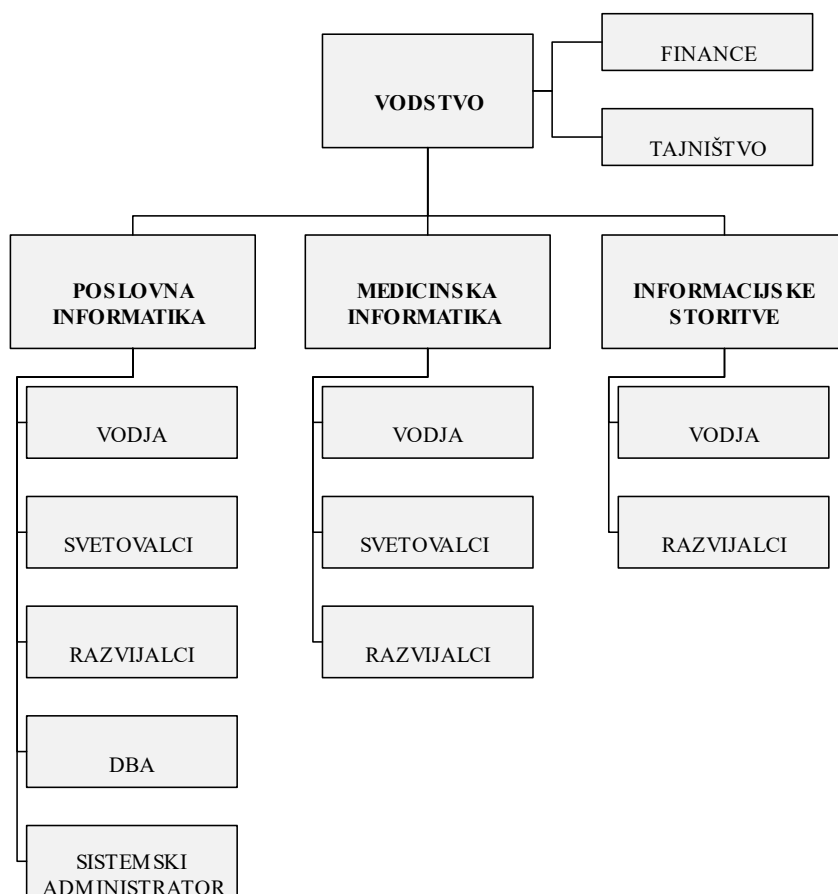 FINANCE
VODSTVO
TAJNIŠTVO
POSLOVNA
INFORMATIKA
MEDICINSKA
INFORMATIKA
INFORMACIJSKE
STORITVE
VODJA
VODJA
VODJA
SVETOVALCI
SVETOVALCI
RAZVIJALCI
RAZVIJALCI
RAZVIJALCI
DBA
SISTEMSKI
ADMINISTRATOR